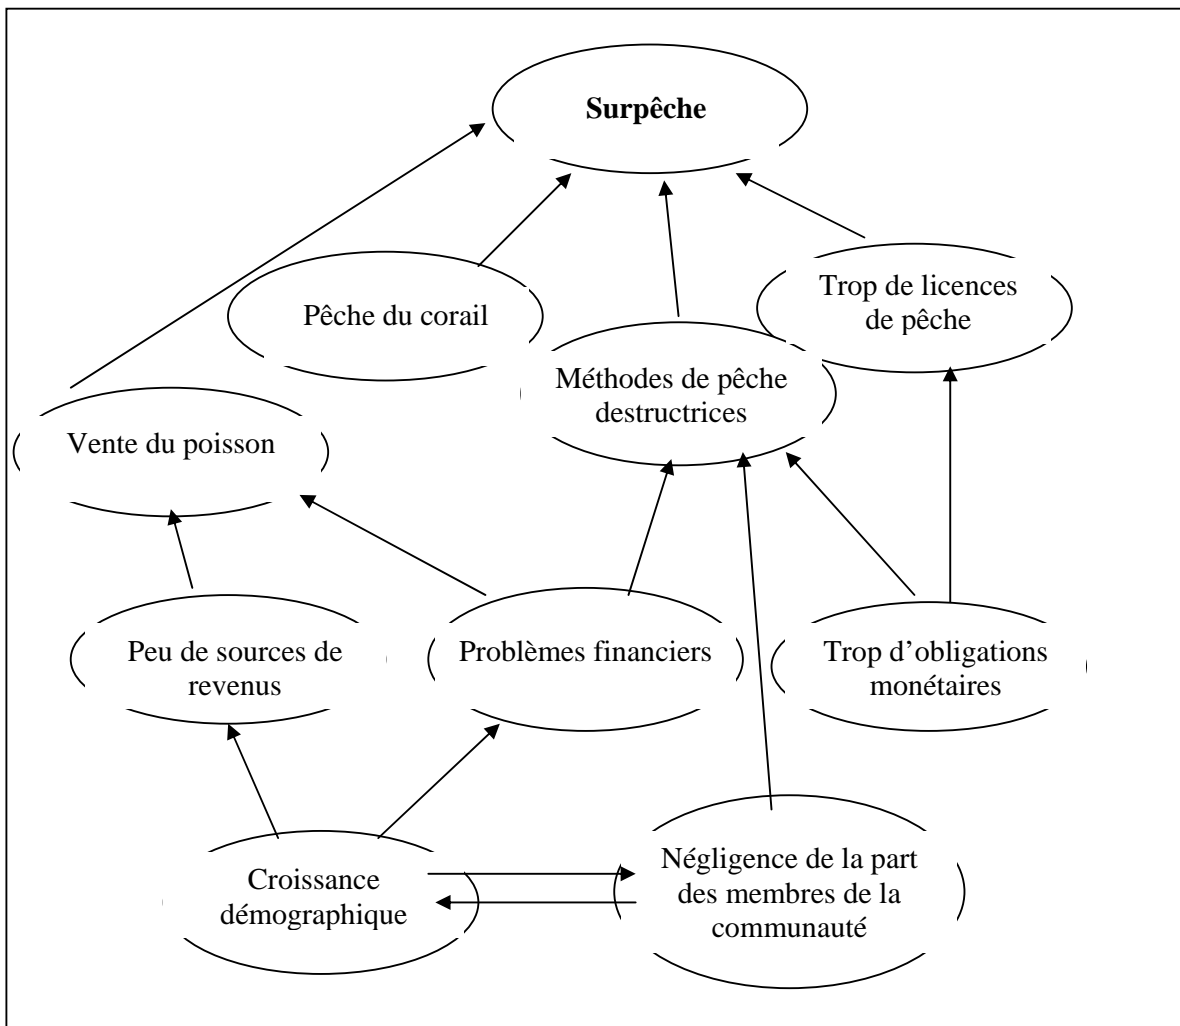 Surpêche
Pêche du corail
Trop de licences
de pêche
Méthodes de pêche
destructrices
Vente du poisson
Peu de sources de
revenus
Problèmes financiers
Trop d’obligations
monétaires
Croissance
démographique
Négligence de la part
des membres de la
communauté